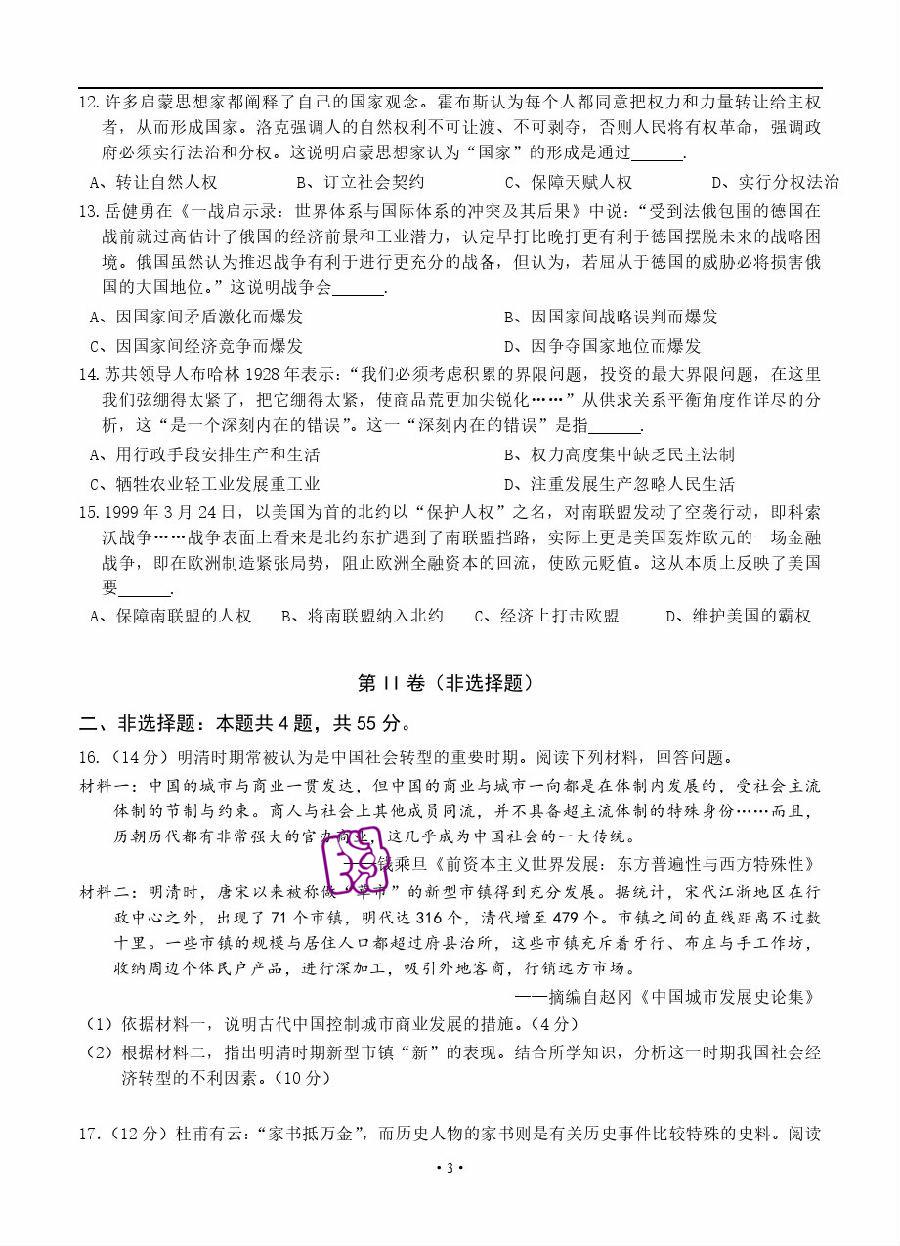 12. 许多启蒙思想家都阐释了自己的国家观念。霍布斯认为每个人都同意把权力和力量转让给主权
者，从而形成国家。洛克强调人的自然权利不可让渡、不可剥夺，否则人民将有权革命，强调政
府必须实行法治和分权。这说明启蒙思想家认为“国家”的形成是通过______.
A、转让自然人权 B、订立社会契约 C、保障天赋人权 D、实行分权法治
13. 岳健勇在《一战启示录：世界体系与国际体系的冲突及其后果》中说：“受到法俄包围的德国在
战前就过高估计了俄国的经济前景和工业潜力，认定早打比晚打更有利于德国摆脱未来的战略困
境。俄国虽然认为推迟战争有利于进行更充分的战备，但认为，若屈从于德国的威胁必将损害俄
国的大国地位。”这说明战争会______.
A、因国家间矛盾激化而爆发 B、因国家间战略误判而爆发
C、因国家间经济竞争而爆发 D、因争夺国家地位而爆发
14. 苏共领导人布哈林 1928 年表示：“我们必须考虑积累的界限问题，投资的最大界限问题，在这里
我们弦绷得太紧了，把它绷得太紧，使商品荒更加尖锐化……”从供求关系平衡角度作详尽的分
析，这“是一个深刻内在的错误”。这一“深刻内在的错误”是指______.
A、用行政手段安排生产和生活 B、权力高度集中缺乏民主法制
C、牺牲农业轻工业发展重工业 D、注重发展生产忽略人民生活
15. 1999 年 3 月 24 日，以美国为首的北约以“保护人权”之名，对南联盟发动了空袭行动，即科索
沃战争……战争表面上看来是北约东扩遇到了南联盟挡路，实际上更是美国轰炸欧元的 场金融
战争，即在欧洲制造紧张局势，阻止欧洲金融资本的回流，使欧元贬值。这从本质上反映了美国
要______.
A、保障南联盟的人权 B、将南联盟纳入北约 C、经济上打击欧盟 D、维护美国的霸权
第 II 卷（非选择题）
二、非选择题：本题共 4 题，共 55 分。
16.（14 分）明清时期常被认为是中国社会转型的重要时期。阅读下列材料，回答问题。
材料一：中国的城市与商业一贯发达，但中国的商业与城市一向都是在体制内发展约，受社会主流
体制的节制与约束。商人与社会上其他成员同流，并不具备超主流体制的特殊身份……而且，
历朝历代都有非常强大的官办商业，这几乎成为中国社会的一大传统。
——钱乘旦《前资本主义世界发展：东方普遍性与西方特殊性》
材料二：明清时，唐宋以来被称做“草市”的新型市镇得到充分发展。据统计，宋代江浙地区在行
政中心之外，出现了 71 个市镇，明代达 316 个，清代增至 479 个。市镇之间的直线距离不过数
十里。一些市镇的规模与居住人口都超过府县治所，这些市镇充斥着牙行、布庄与手工作坊，
收纳周边个体民户产品，进行深加工，吸引外地客商，行销远方市场。
——摘编自赵冈《中国城市发展史论集》
（1）依据材料一，说明古代中国控制城市商业发展的措施。（4 分）
（2）根据材料二，指出明清时期新型市镇“新”的表现。结合所学知识，分析这一时期我国社会经
济转型的不利因素。（10 分）
17.（12 分）杜甫有云：“家书抵万金”，而历史人物的家书则是有关历史事件比较特殊的史料。阅读
• 3 •